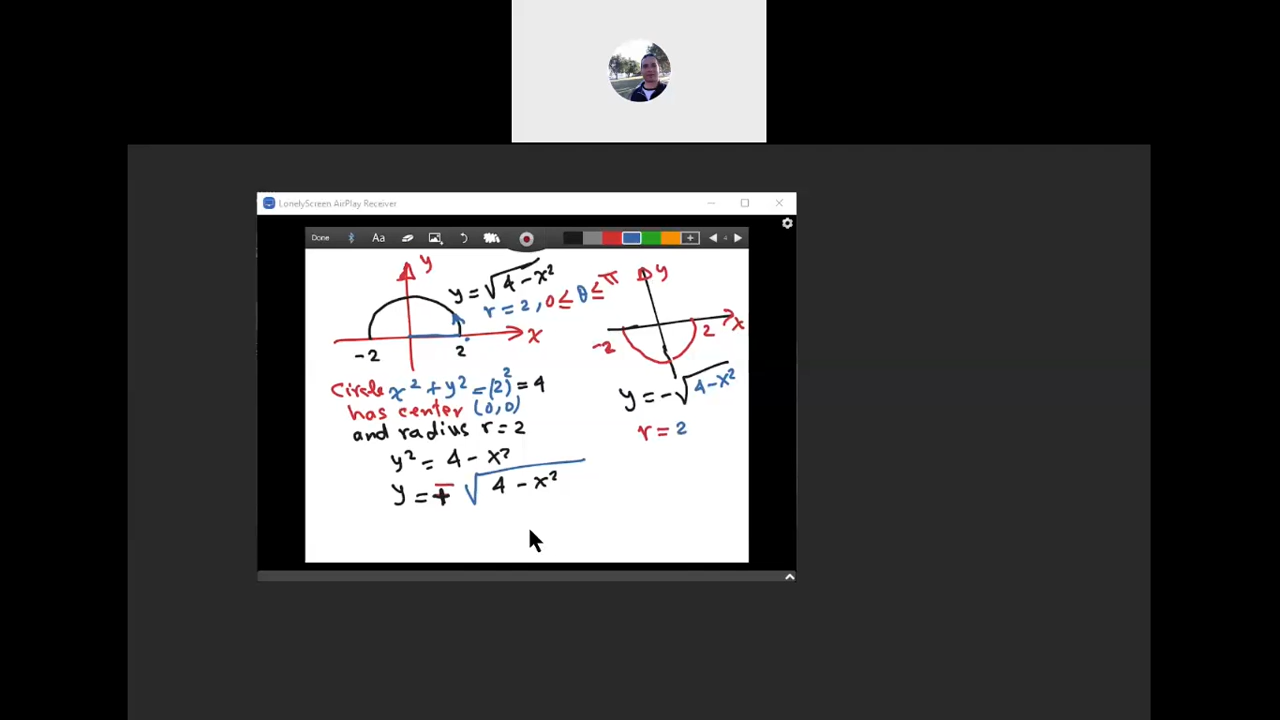 LonelyScreen AirPlay Receiver
Done Aa 4
y
y = √4 - x²
r = 2, 0 ≤ θ ≤ π
-2 2 x
Circle x² + y² = (2)² = 4
has center (0,0)
and radius r = 2
y² = 4 - x²
y = ∓ √4 - x²
y
-2 2 x
y = -√4-x²
r = 2